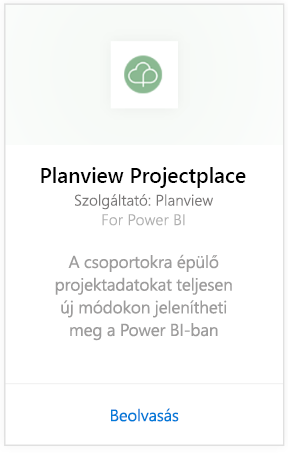 Planview Projectplace
Szolgáltató: Planview
For Power BI
A csoportokra épülő
projektadatokat teljesen
új módokon jelenítheti
meg a Power BI-ban
Beolvasás